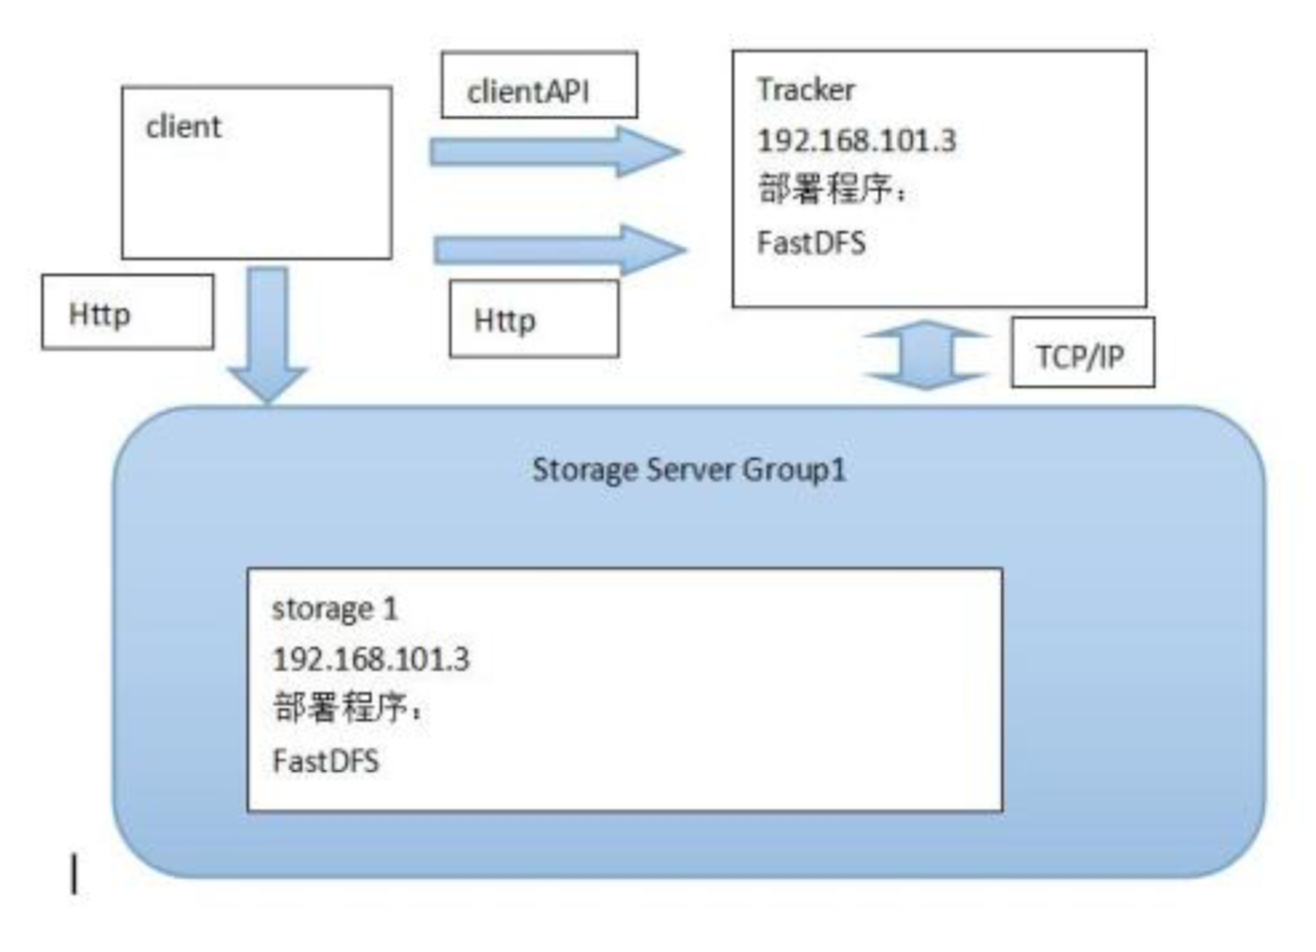 clientAPI
client
Tracker
192.168.101.3
部署程序：
FastDFS
Http
Http
TCP/IP
Storage Server Group1
storage 1
192.168.101.3
部署程序：
FastDFS